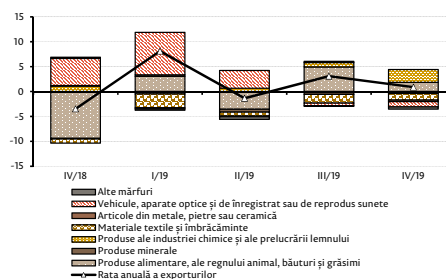 15
10
5
0
-5
-10
-15
IV/18 I/19 II/19 III/19 IV/19
Alte mărfuri
Vehicule, aparate optice și de înregistrat sau de reprodus sunete
Articole din metale, pietre sau ceramică
Materiale textile și îmbrăcăminte
Produse ale industriei chimice și ale prelucrării lemnului
Produse minerale
Produse alimentare, ale regnului animal, băuturi și grăsimi
Rata anuală a exporturilor